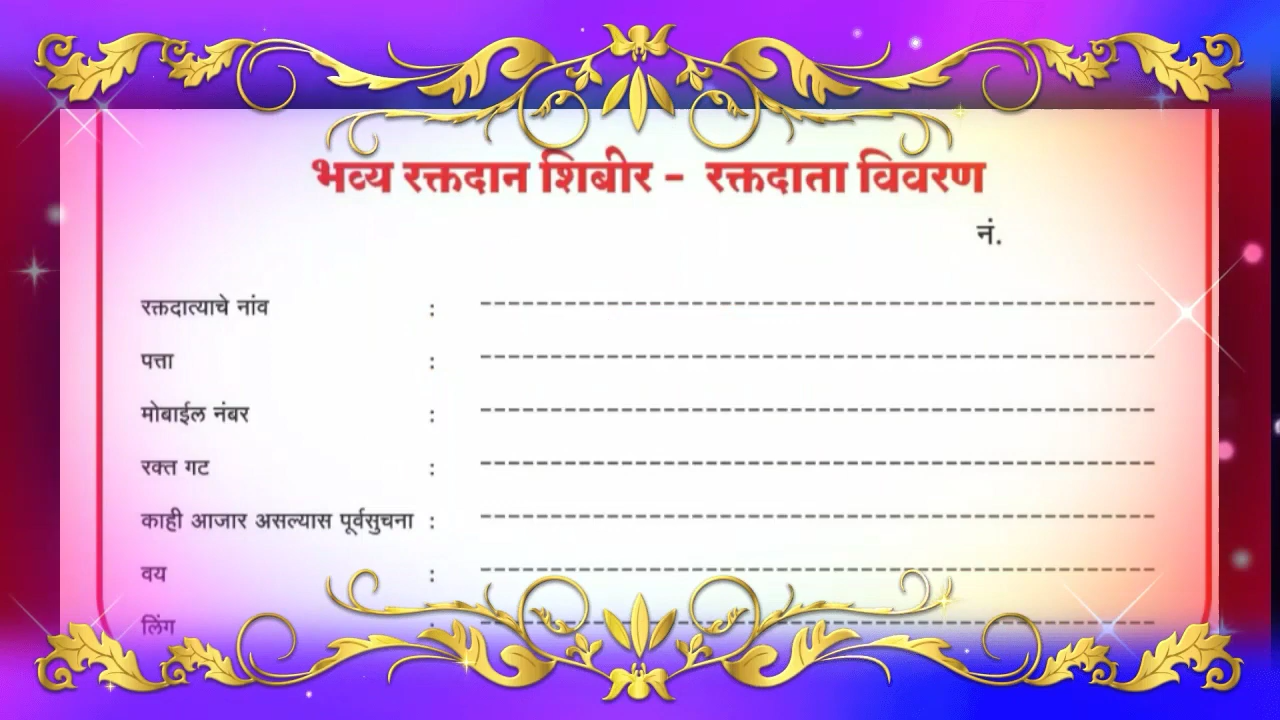 भव्य रक्तदान शिबीर - रक्तदाता विवरण
नं.
रक्तदात्याचे नांव :
पत्ता :
मोबाईल नंबर :
रक्त गट :
काही आजार असल्यास पूर्वसुचना :
वय :
लिंग :